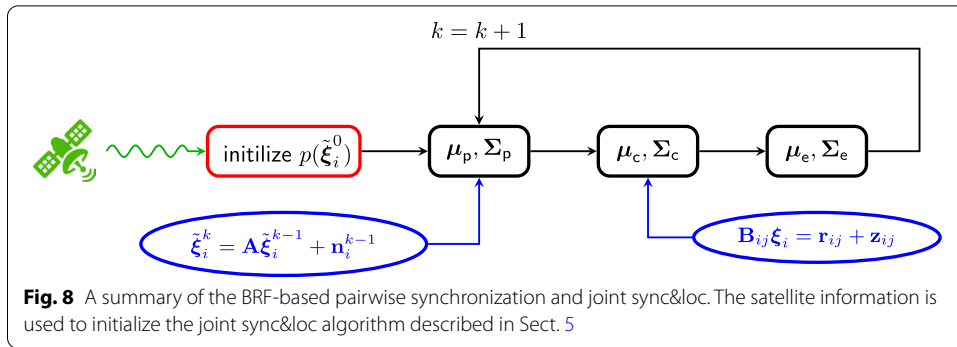 k = k + 1
initilize p(ξ̃_i^0)
μ_p, Σ_p
μ_c, Σ_c
μ_e, Σ_e
ξ̃_i^k = Aξ̃_i^{k−1} + n_i^{k−1}
B_{ij}ξ_i = r_{ij} + z_{ij}
Fig. 8 A summary of the BRF-based pairwise synchronization and joint sync&loc. The satellite information is
used to initialize the joint sync&loc algorithm described in Sect. 5